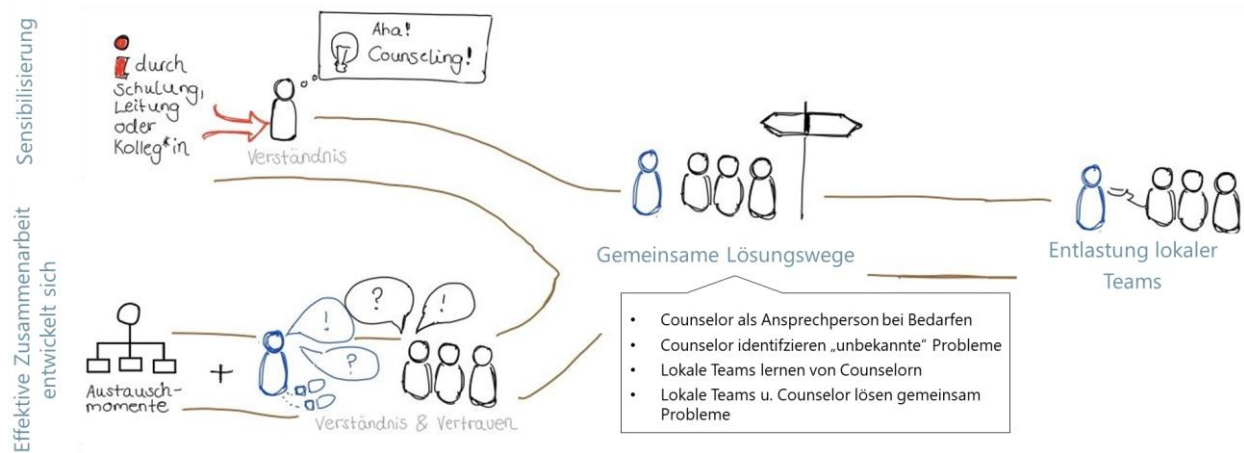 Sensibilisierung
durch
Schulung,
Leitung
oder
Kolleg*in
Aha!
Counseling!
Verständnis
Effektive Zusammenarbeit
entwickelt sich
Austausch-
momente
+
!
?
?
!
Verständnis & Vertrauen
Gemeinsame Lösungswege
• Counselor als Ansprechperson bei Bedarfen
• Counselor identifzieren „unbekannte“ Probleme
• Lokale Teams lernen von Counselorn
• Lokale Teams u. Counselor lösen gemeinsam
Probleme
Entlastung lokaler
Teams